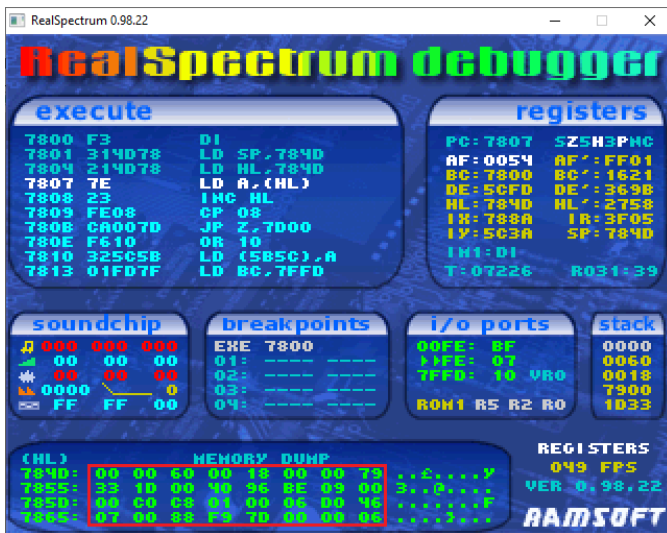 RealSpectrum 0.98.22
RealSpectrum debugger
execute
7800 F3 DI
7801 314D78 LD SP,784D
7804 214D78 LD HL,784D
7807 7E LD A,(HL)
7808 23 INC HL
7809 FE08 CP 08
780B CA007D JP Z,7D00
780E F610 OR 10
7810 325C5B LD (5B5C),A
7813 01FD7F LD BC,7FFD
registers
PC:7807 SZ5H3PNC
AF:0054 AF':FF01
BC:7800 BC':1621
DE:5CFD DE':369B
HL:784D HL':2758
IX:788A IR:3F05
IY:5C3A SP:784D
IM1:DI
T:07226 R031:39
soundchip
000 000 000
00 00 00
00 00 00
0000 0
FF FF 00
breakpoints
EXE 7800
01: ---- ----
02: ---- ----
03: ---- ----
04: ---- ----
i/o ports
00FE: BF
FE: 07
7FFD: 10 VR0
ROM1 R5 R2 R0
stack
0000
0060
0018
7900
1D33
(HL) MEMORY DUMP
784D: 00 00 60 00 18 00 00 79 ..£....y
7855: 33 1D 00 40 96 BE 09 00 3..@....
785D: 00 C0 C8 01 00 06 D0 46 .......F
7865: 07 00 88 F9 7D 00 00 06 ....}...
REGISTERS
049 FPS
VER 0.98.22
RAMSOFT